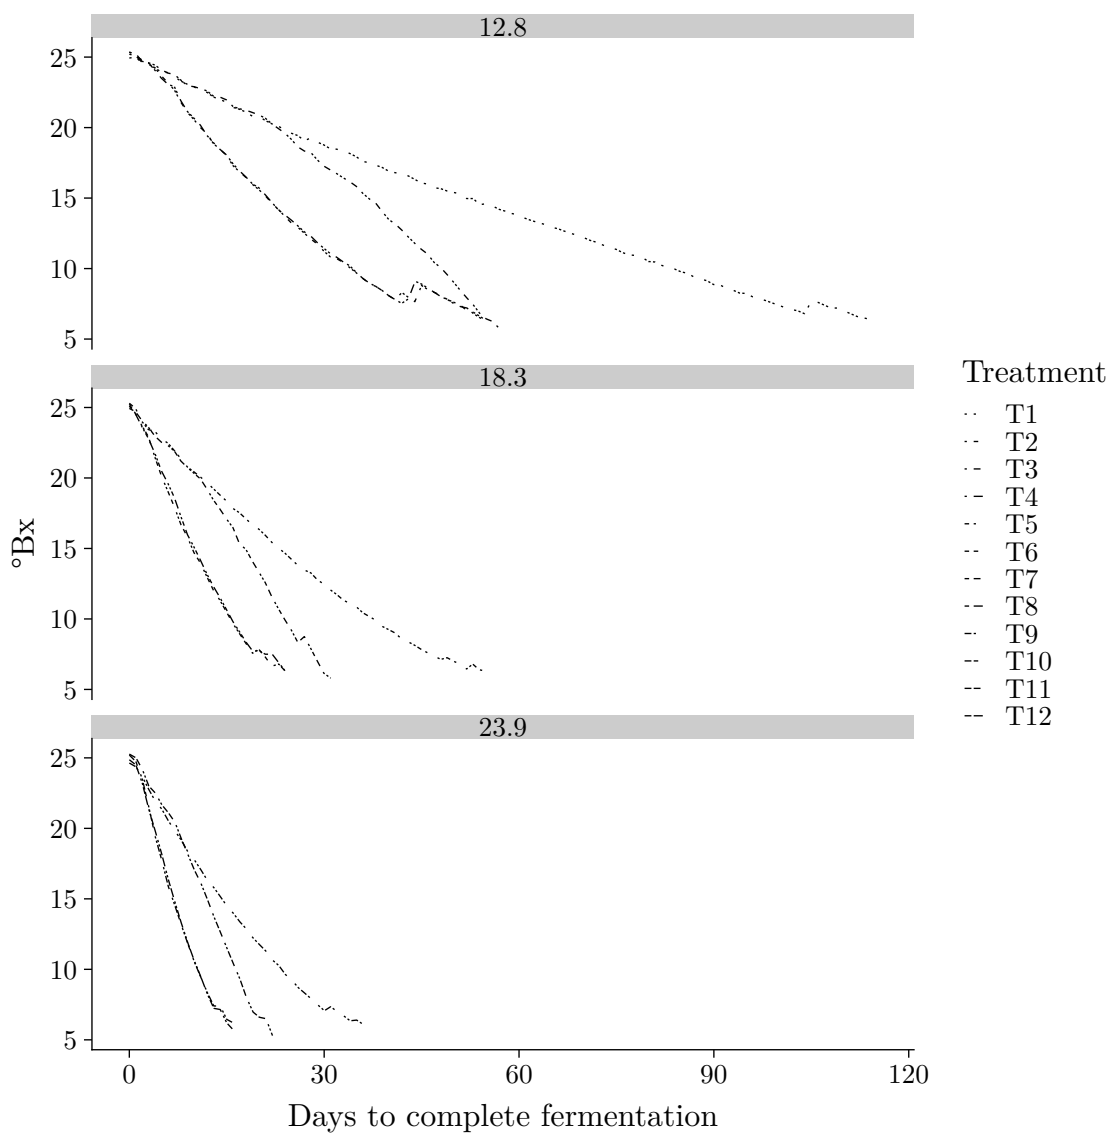 12.8
25
20
15
10
5
18.3
25
20
15
10
5
23.9
25
20
15
10
5
0 30 60 90 120
Days to complete fermentation
°Bx
Treatment
T1
T2
T3
T4
T5
T6
T7
T8
T9
T10
T11
T12